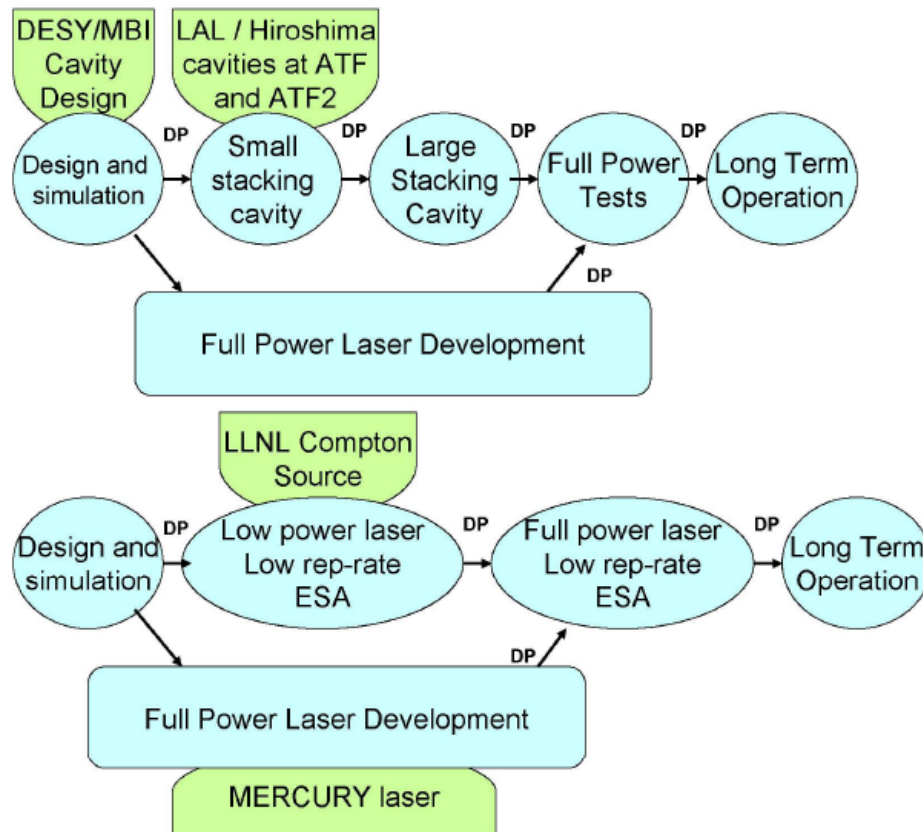 DESY/MBI
Cavity
Design
LAL / Hiroshima
cavities at ATF
and ATF2
Design and
simulation
DP
Small
stacking
cavity
DP
Large
Stacking
Cavity
DP
Full Power
Tests
DP
Long Term
Operation
DP
Full Power Laser Development
LLNL Compton
Source
Design and
simulation
DP
Low power laser
Low rep-rate
ESA
DP
Full power laser
Low rep-rate
ESA
DP
Long Term
Operation
DP
Full Power Laser Development
MERCURY laser